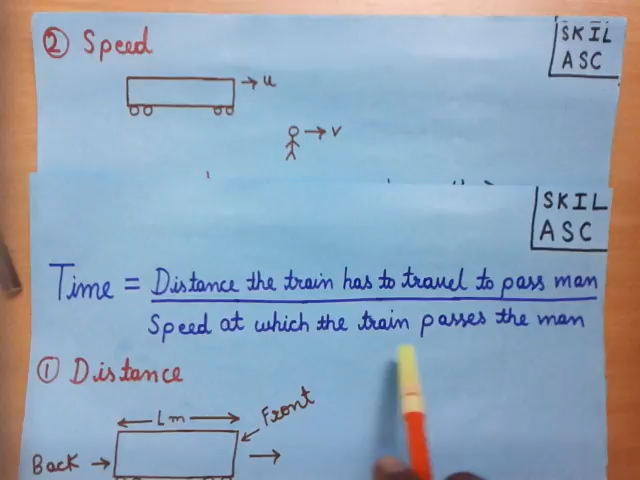 ② Speed
SKIL
ASC
→ u
→ v
SKIL
ASC
Time = Distance the train has to travel to pass man
Speed at which the train passes the man
① Distance
← Lm →
Front
Back →